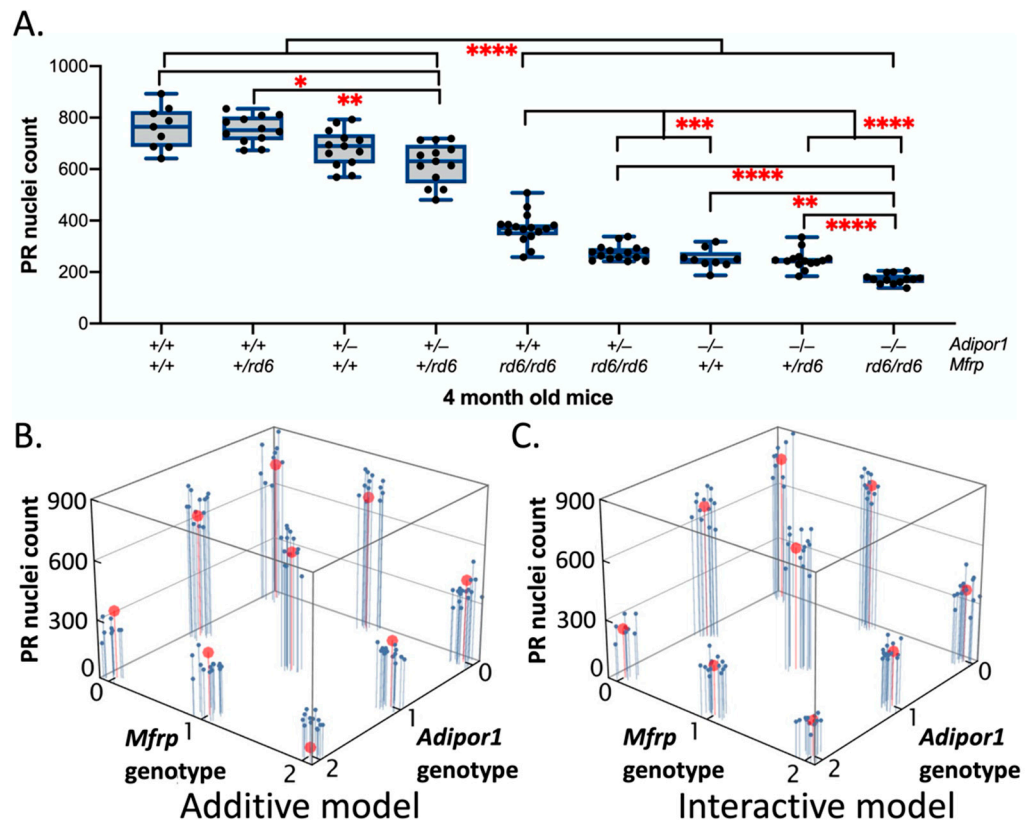 A.
****
*
**
***
****
****
**
****
PR nuclei count
1000
800
600
400
200
0
+/+ +/+ +/– +/– +/+ +/– –/– –/– –/– Adipor1
+/+ +/rd6 +/+ +/rd6 rd6/rd6 rd6/rd6 +/+ +/rd6 rd6/rd6 Mfrp
4 month old mice
B.
PR nuclei count
900
600
300
0
0
1
2
2
1
0
Mfrp
genotype
Adipor1
genotype
Additive model
C.
PR nuclei count
900
600
300
0
0
1
2
2
1
0
Mfrp
genotype
Adipor1
genotype
Interactive model